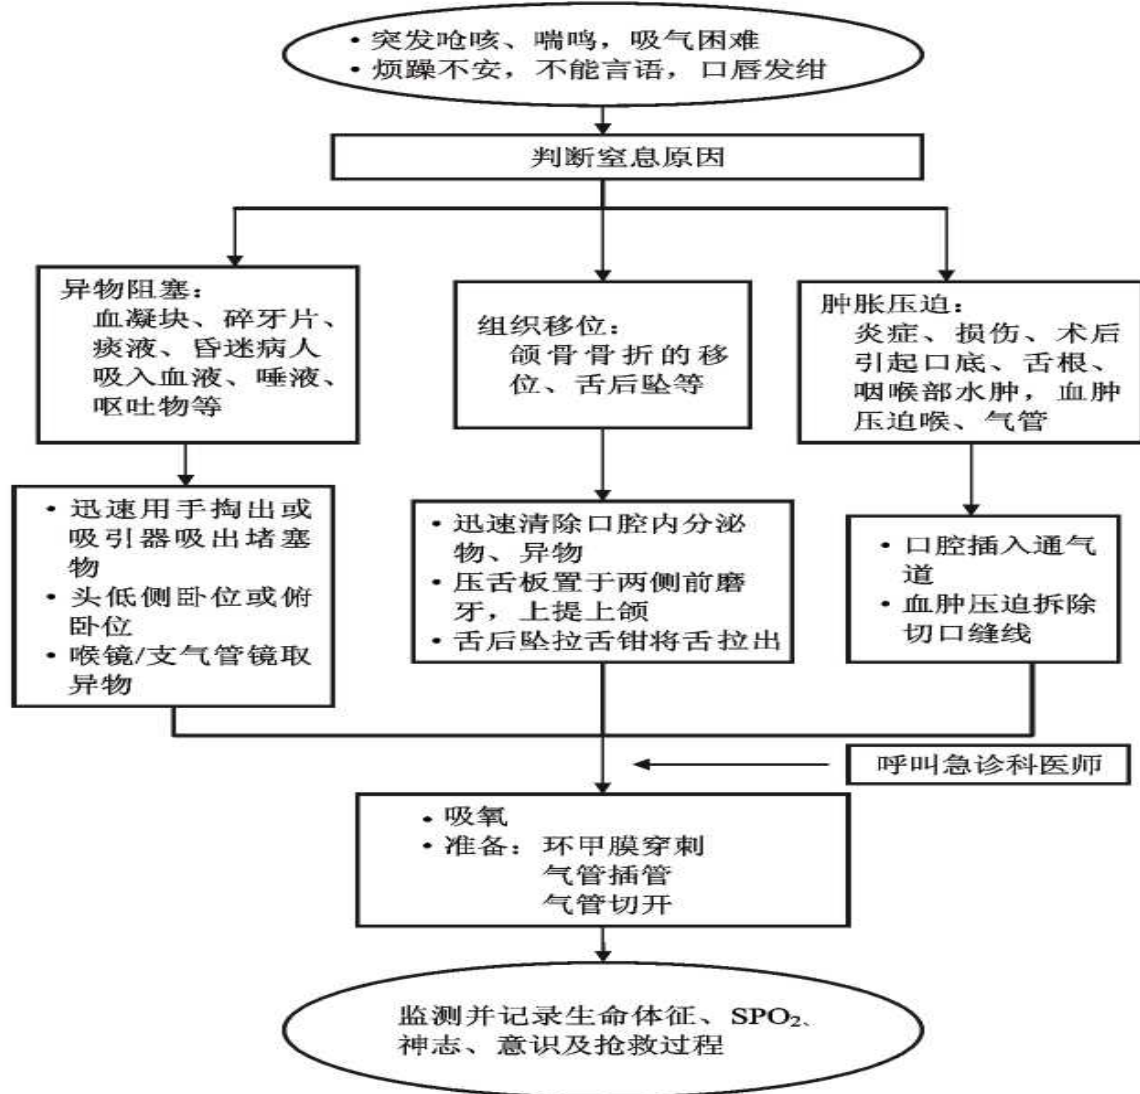 • 突发呛咳、喘鸣，吸气困难
• 烦躁不安，不能言语，口唇发绀
判断窒息原因
异物阻塞：
血凝块、碎牙片、
痰液、昏迷病人
吸入血液、唾液、
呕吐物等
组织移位：
颌骨骨折的移
位、舌后坠等
肿胀压迫：
炎症、损伤、术后
引起口底、舌根、
咽喉部水肿，血肿
压迫喉、气管
• 迅速用手掏出或
吸引器吸出堵塞
物
• 头低侧卧位或俯
卧位
• 喉镜/支气管镜取
异物
• 迅速清除口腔内分泌
物、异物
• 压舌板置于两侧前磨
牙，上提上颌
• 舌后坠拉舌钳将舌拉出
• 口腔插入通气
道
• 血肿压迫拆除
切口缝线
呼叫急诊科医师
• 吸氧
• 准备：环甲膜穿刺
气管插管
气管切开
监测并记录生命体征、SPO₂、
神志、意识及抢救过程